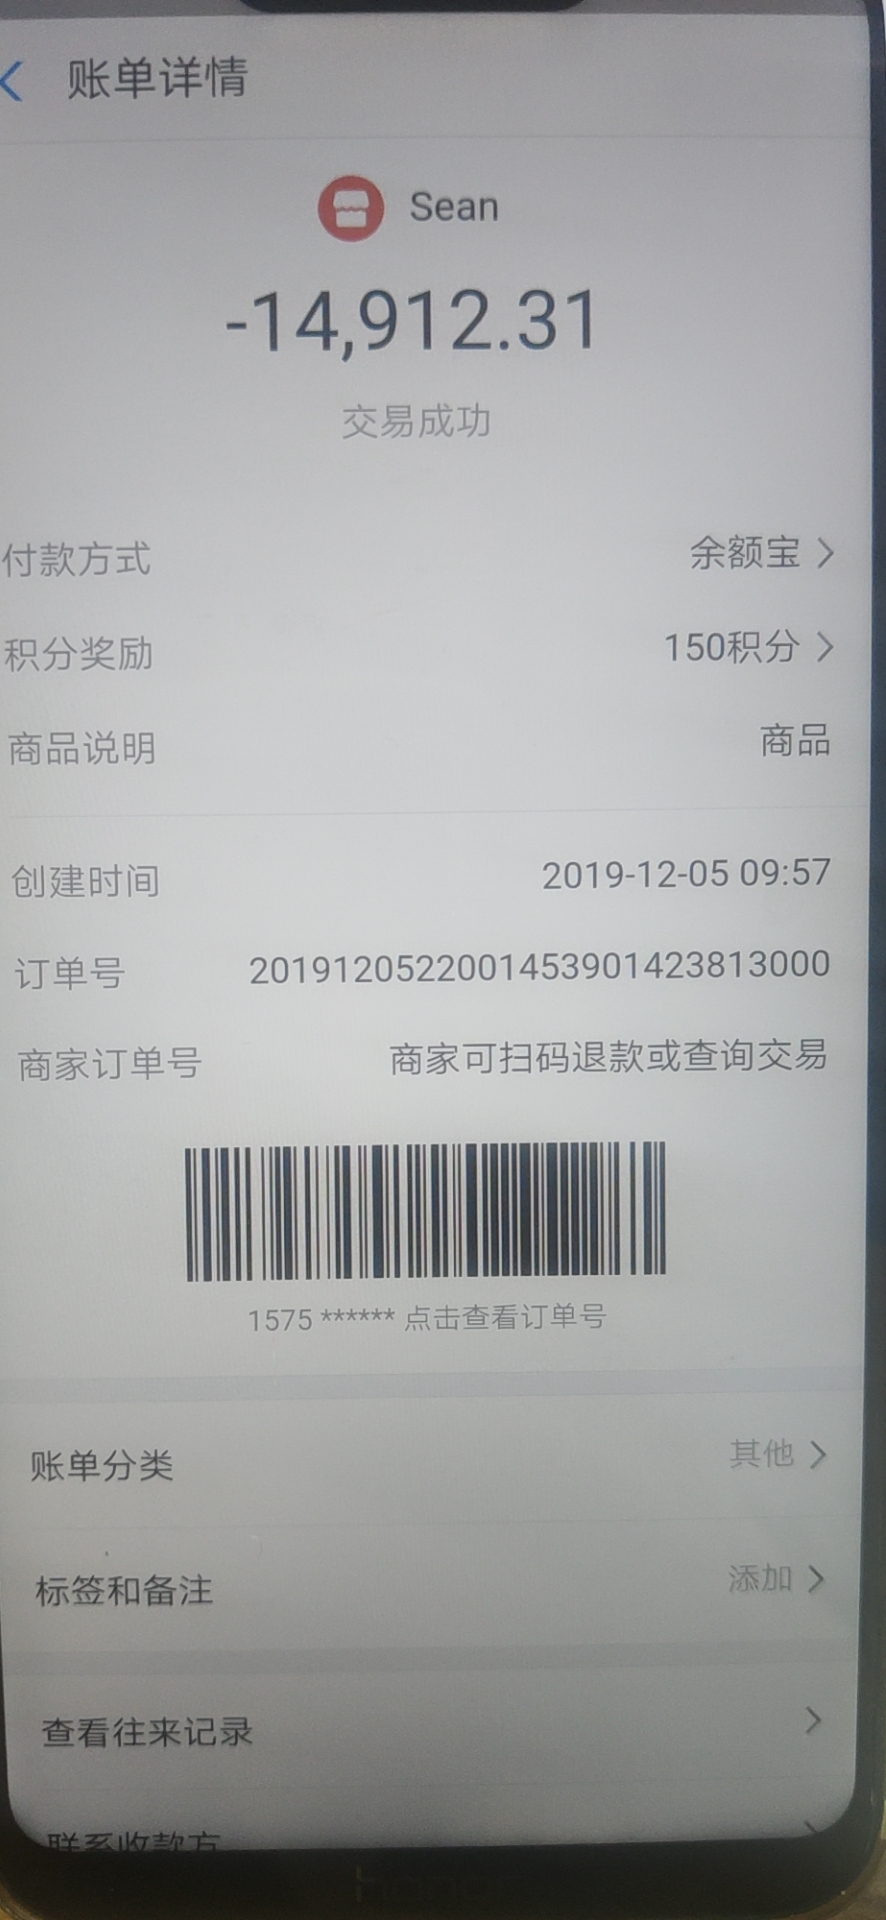 账单详情
Sean
-14,912.31
交易成功
付款方式 余额宝
积分奖励 150积分
商品说明 商品
创建时间 2019-12-05 09:57
订单号 2019120522001453901423813000
商家订单号 商家可扫码退款或查询交易
1575 ****** 点击查看订单号
账单分类 其他
标签和备注 添加
查看往来记录
联系收款方
honor